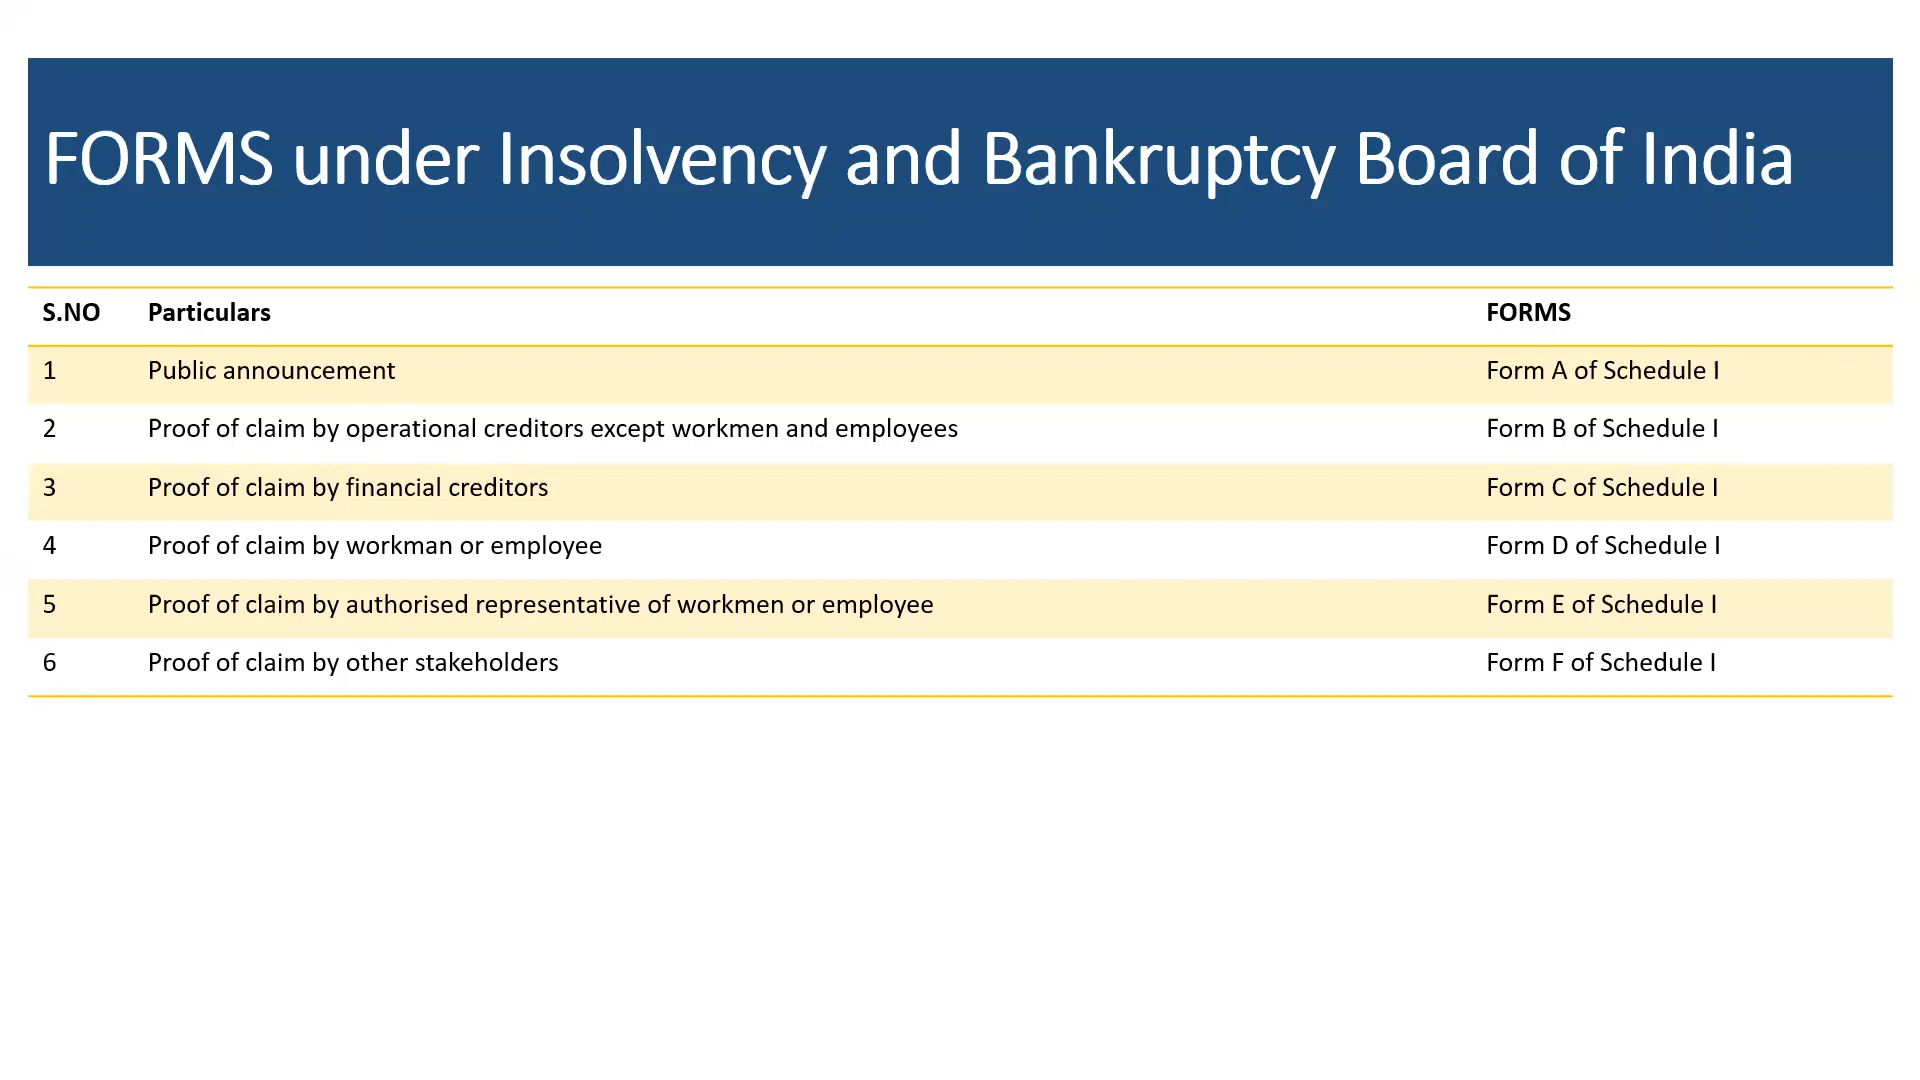 FORMS under Insolvency and Bankruptcy Board of India
S.NO Particulars FORMS
1 Public announcement Form A of Schedule I
2 Proof of claim by operational creditors except workmen and employees Form B of Schedule I
3 Proof of claim by financial creditors Form C of Schedule I
4 Proof of claim by workman or employee Form D of Schedule I
5 Proof of claim by authorised representative of workmen or employee Form E of Schedule I
6 Proof of claim by other stakeholders Form F of Schedule I